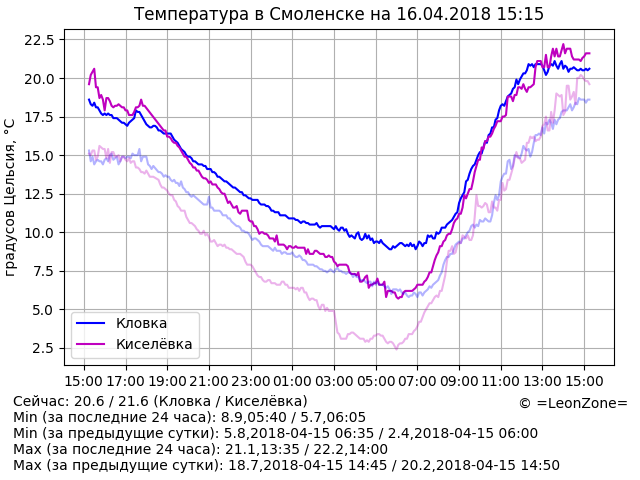 Температура в Смоленске на 16.04.2018 15:15
градусов Цельсия, °C
22.5
20.0
17.5
15.0
12.5
10.0
7.5
5.0
2.5
Кловка
Киселёвка
15:00 17:00 19:00 21:00 23:00 01:00 03:00 05:00 07:00 09:00 11:00 13:00 15:00
Сейчас: 20.6 / 21.6 (Кловка / Киселёвка)
© =LeonZone=
Min (за последние 24 часа): 8.9,05:40 / 5.7,06:05
Min (за предыдущие сутки): 5.8,2018-04-15 06:35 / 2.4,2018-04-15 06:00
Max (за последние 24 часа): 21.1,13:35 / 22.2,14:00
Max (за предыдущие сутки): 18.7,2018-04-15 14:45 / 20.2,2018-04-15 14:50